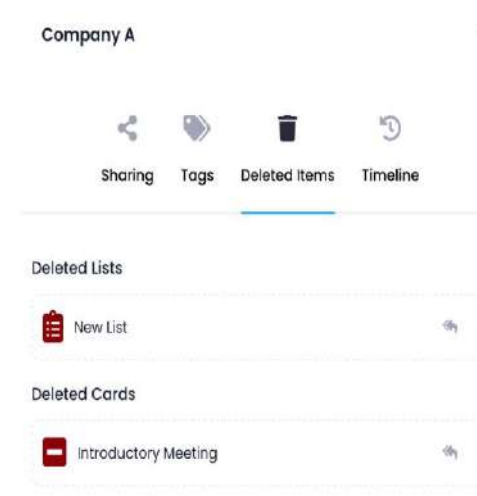 Company A
Sharing Tags Deleted Items Timeline
Deleted Lists
New List
Deleted Cards
Introductory Meeting